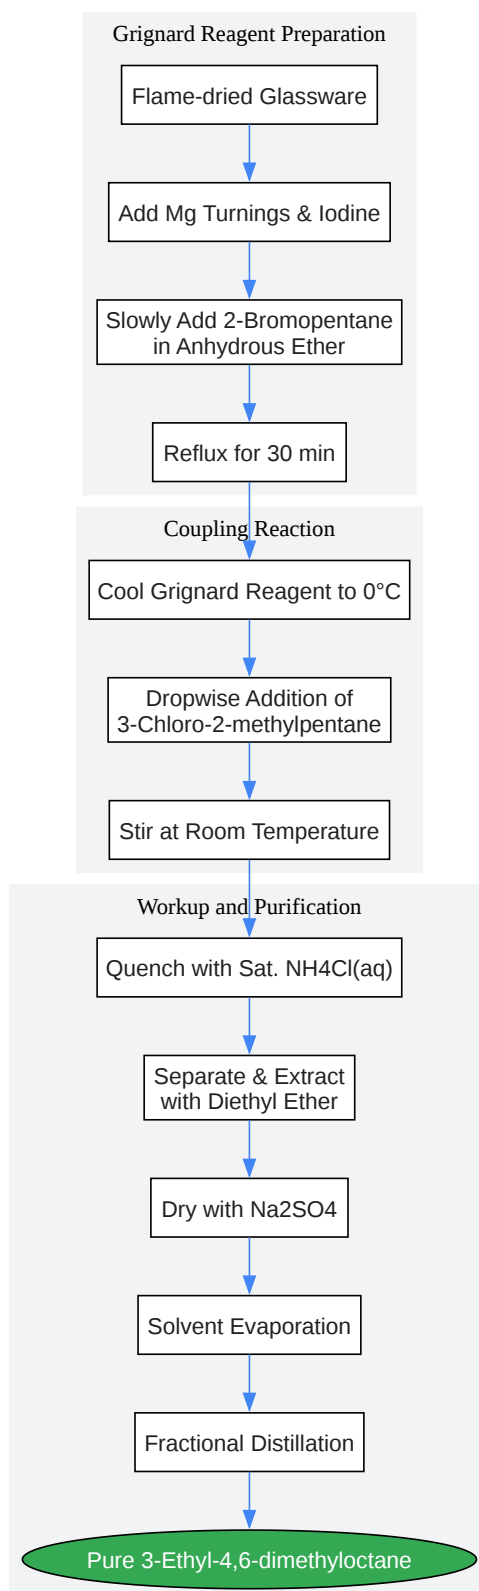 Grignard Reagent Preparation
Flame-dried Glassware
Add Mg Turnings & Iodine
Slowly Add 2-Bromopentane
in Anhydrous Ether
Reflux for 30 min
Coupling Reaction
Cool Grignard Reagent to 0°C
Dropwise Addition of
3-Chloro-2-methylpentane
Stir at Room Temperature
Workup and Purification
Quench with Sat. NH4Cl(aq)
Separate & Extract
with Diethyl Ether
Dry with Na2SO4
Solvent Evaporation
Fractional Distillation
Pure 3-Ethyl-4,6-dimethyloctane